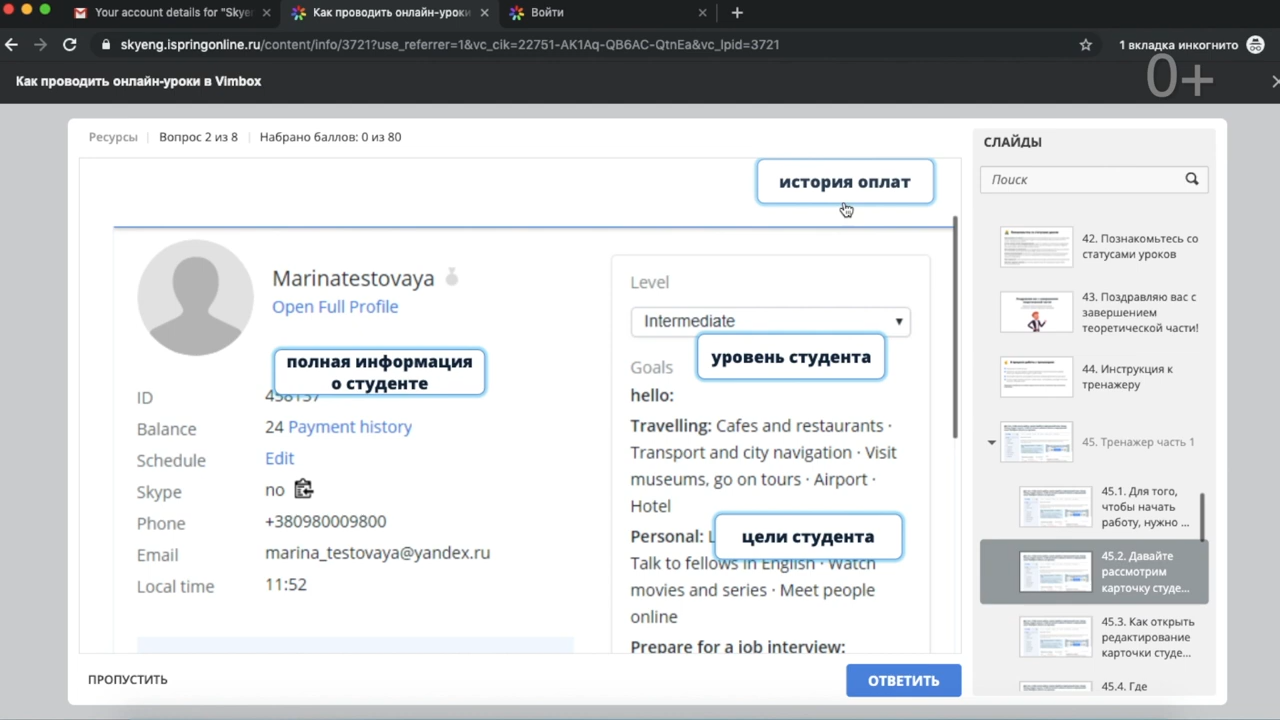 Your account details for "Skye
Как проводить онлайн-уроки
Войти
skyeng.ispringonline.ru/content/info/3721?use_referrer=1&vc_cik=22751-AK1Aq-QB6AC-QtnEa&vc_lpid=3721
1 вкладка инкогнито
Как проводить онлайн-уроки в Vimbox
0+
Ресурсы
Вопрос 2 из 8
Набрано баллов: 0 из 80
история оплат
Marinatestovaya
Open Full Profile
полная информация
о студенте
ID
Balance
24 Payment history
Schedule
Edit
Skype
no
Phone
+380980009800
Email
marina_testovaya@yandex.ru
Local time
11:52
Level
Intermediate
уровень студента
Goals
hello:
Travelling: Cafes and restaurants ·
Transport and city navigation · Visit
museums, go on tours · Airport ·
Hotel
Personal:
цели студента
Talk to fellows in English · Watch
movies and series · Meet people
online
Prepare for a job interview:
ПРОПУСТИТЬ
ОТВЕТИТЬ
СЛАЙДЫ
Поиск
42. Познакомьтесь со
статусами уроков
43. Поздравляю вас с
завершением
теоретической части!
44. Инструкция к
тренажеру
45. Тренажер часть 1
45.1. Для того,
чтобы начать
работу, нужно ...
45.2. Давайте
рассмотрим
карточку студе...
45.3. Как открыть
редактирование
карточки студе...
45.4. Где